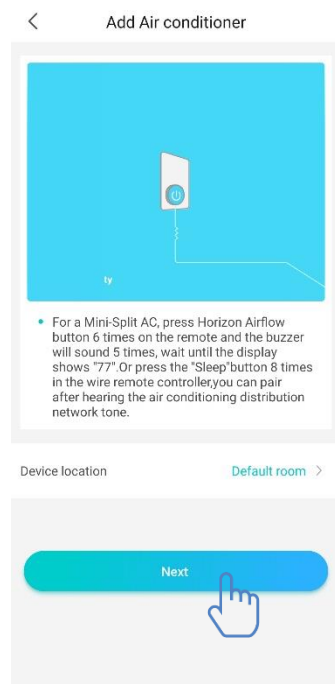 Add Air conditioner
ty
For a Mini-Split AC, press Horizon Airflow
button 6 times on the remote and the buzzer
will sound 5 times, wait until the display
shows "77".Or press the "Sleep"button 8 times
in the wire remote controller,you can pair
after hearing the air conditioning distribution
network tone.
Device location Default room
Next